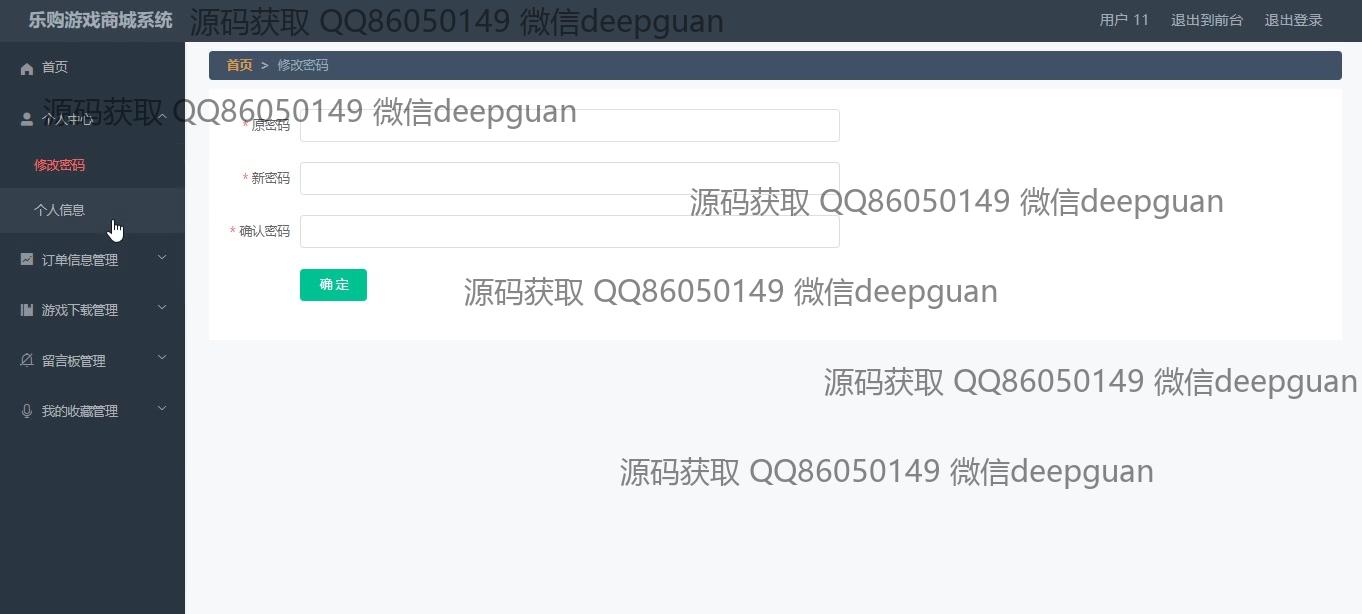 乐购游戏商城系统
源码获取 QQ86050149 微信deepguan
用户 11 退出到前台 退出登录
首页
首页 > 修改密码
个人中心
源码获取 QQ86050149 微信deepguan
* 原密码
修改密码
* 新密码
源码获取 QQ86050149 微信deepguan
个人信息
* 确认密码
订单信息管理
确定
源码获取 QQ86050149 微信deepguan
游戏下载管理
留言板管理
源码获取 QQ86050149 微信deepguan
我的收藏管理
源码获取 QQ86050149 微信deepguan